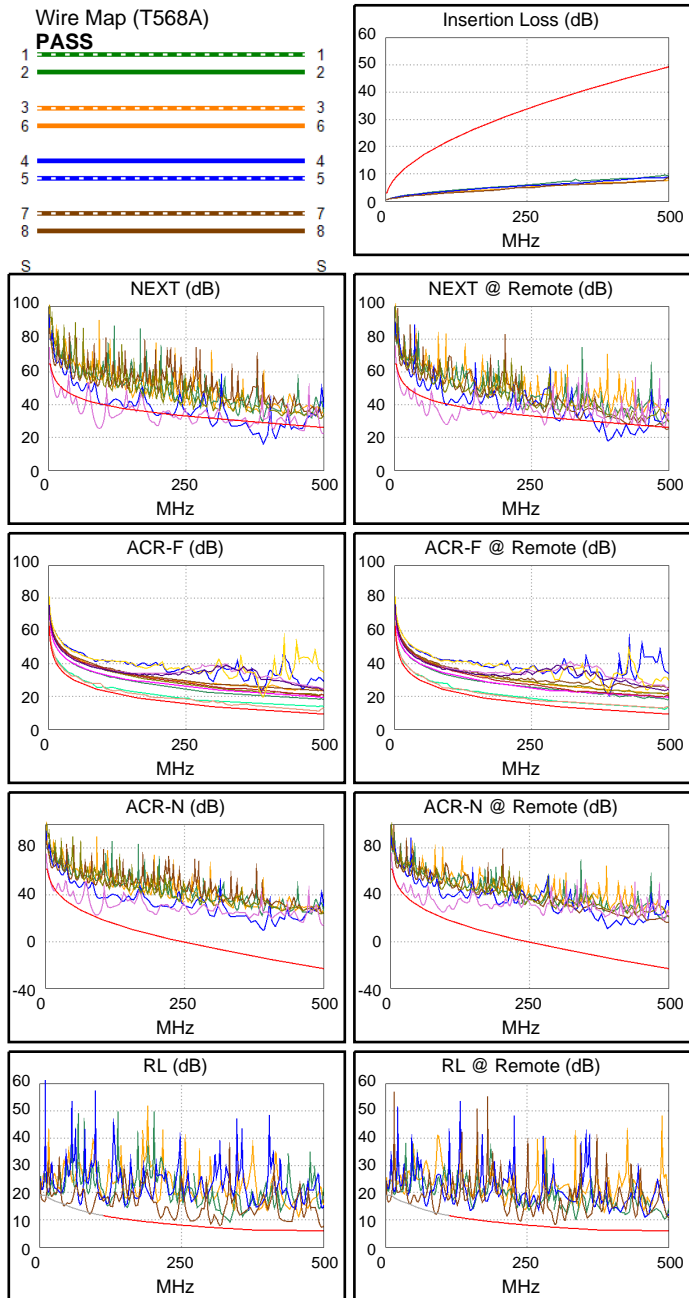 Wire Map (T568A)
PASS
1 1
2 2
3 3
6 6
4 4
5 5
7 7
8 8
S S
Insertion Loss (dB)
60
50
40
30
20
10
0
0 250 500
MHz
NEXT (dB)
100
80
60
40
20
0
0 250 500
MHz
NEXT @ Remote (dB)
100
80
60
40
20
0
0 250 500
MHz
ACR-F (dB)
100
80
60
40
20
0
0 250 500
MHz
ACR-F @ Remote (dB)
100
80
60
40
20
0
0 250 500
MHz
ACR-N (dB)
80
40
0
-40
0 250 500
MHz
ACR-N @ Remote (dB)
80
40
0
-40
0 250 500
MHz
RL (dB)
60
50
40
30
20
10
0
0 250 500
MHz
RL @ Remote (dB)
60
50
40
30
20
10
0
0 250 500
MHz